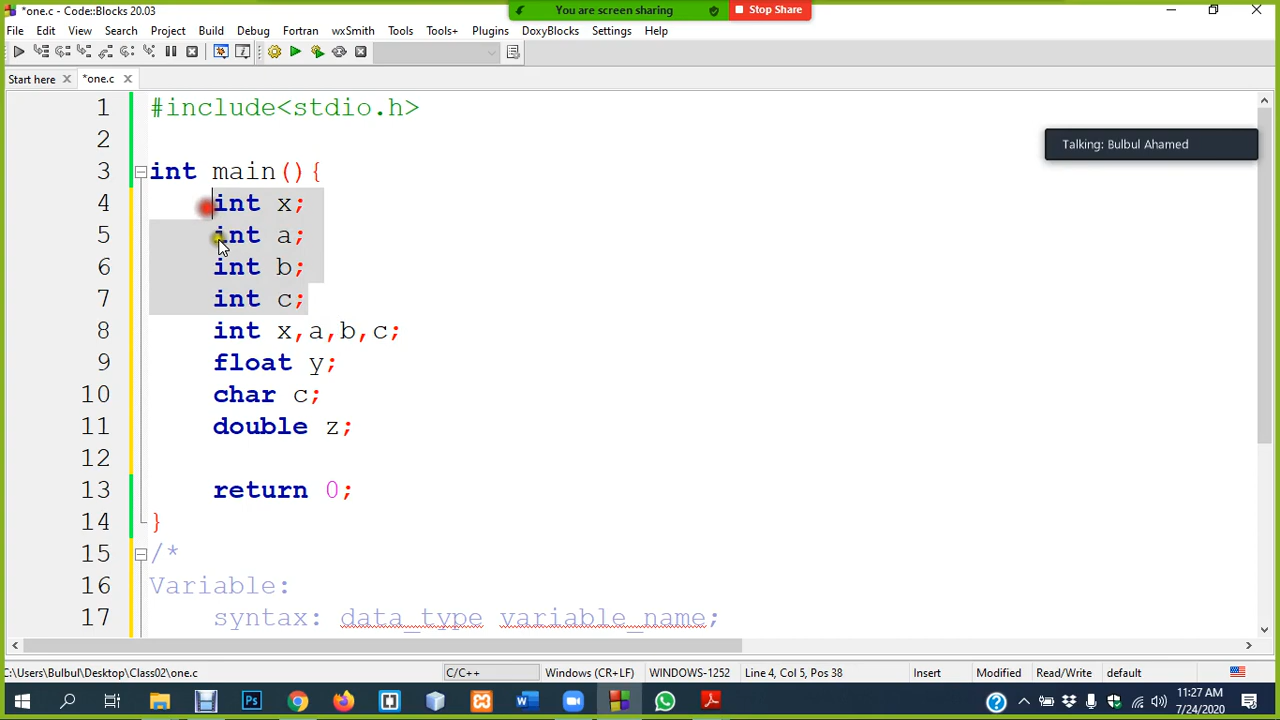 *one.c - Code::Blocks 20.03
You are screen sharing
Stop Share
File Edit View Search Project Build Debug Fortran wxSmith Tools Tools+ Plugins DoxyBlocks Settings Help
Start here *one.c
Talking: Bulbul Ahamed
1 #include<stdio.h>
2
3 int main(){
4 int x;
5 int a;
6 int b;
7 int c;
8 int x,a,b,c;
9 float y;
10 char c;
11 double z;
12
13 return 0;
14 }
15 /*
16 Variable:
17 syntax: data_type variable_name;
C:\Users\Bulbul\Desktop\Class02\one.c C/C++ Windows (CR+LF) WINDOWS-1252 Line 4, Col 5, Pos 38 Insert Modified Read/Write default
11:27 AM
7/24/2020